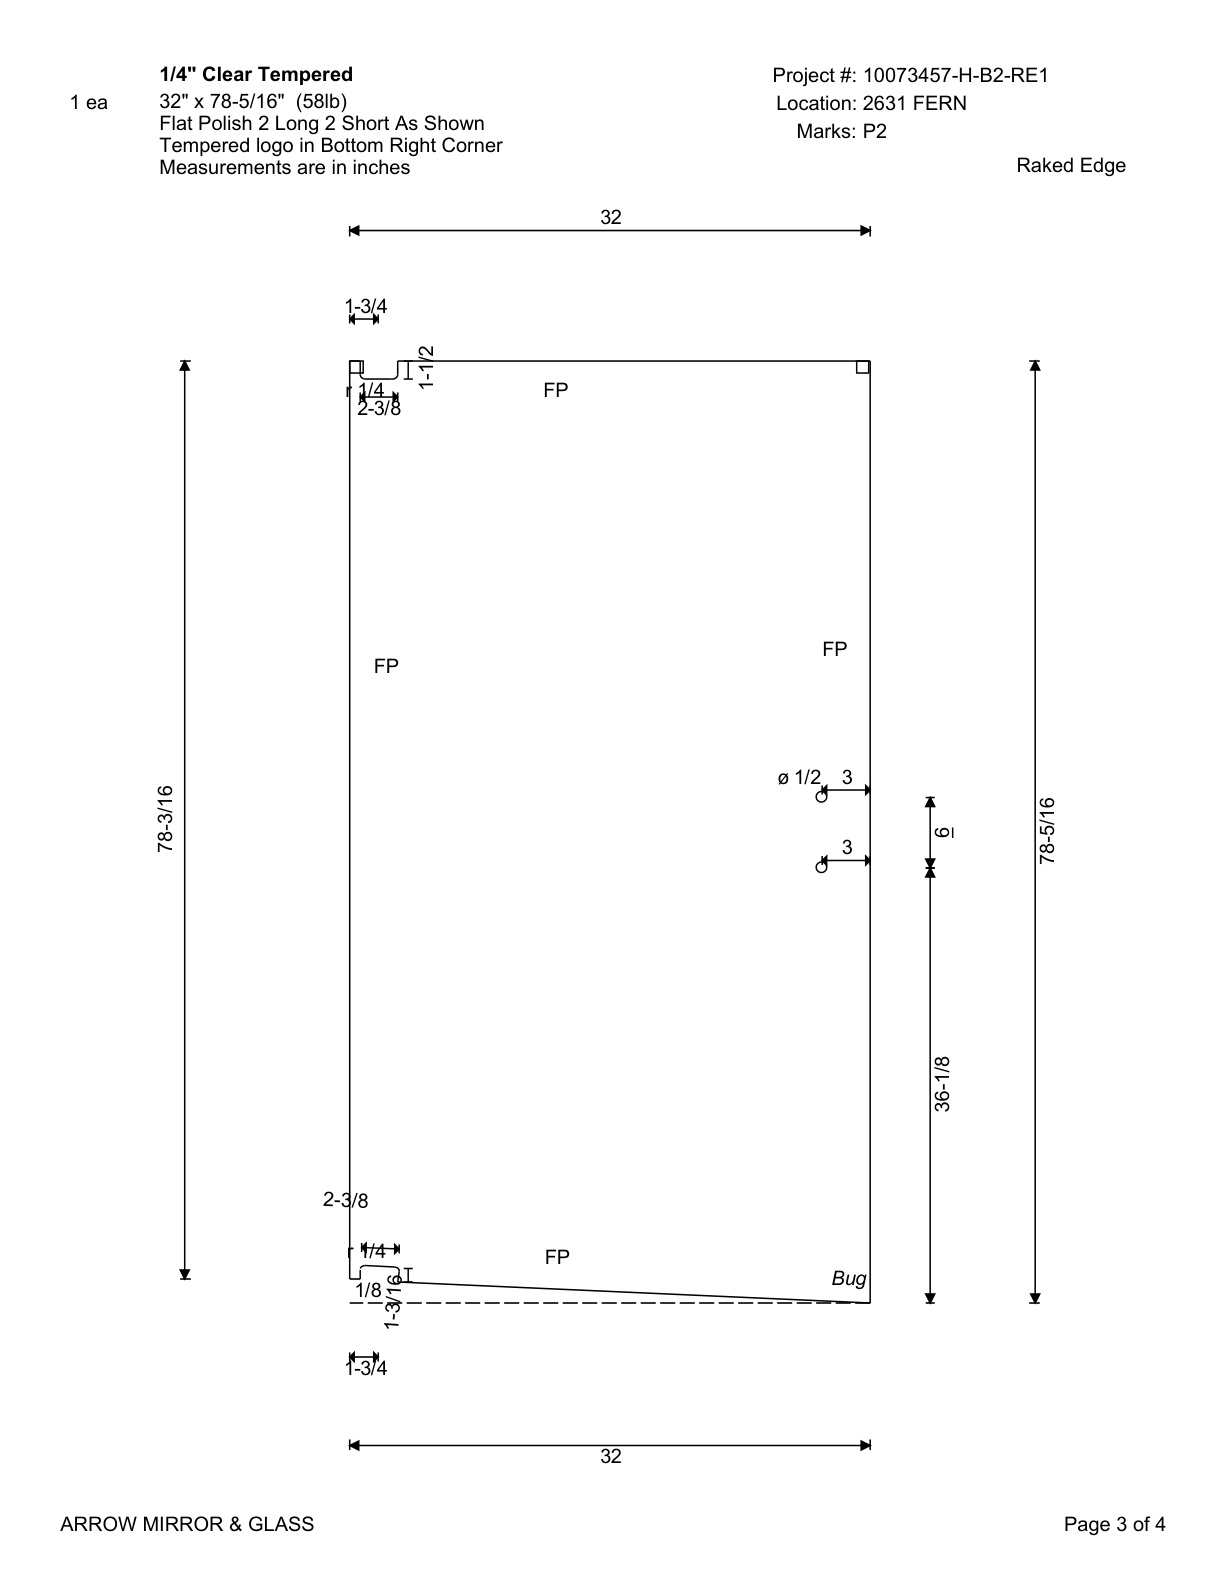 1/4" Clear Tempered
1 ea
32" x 78-5/16" (58lb)
Flat Polish 2 Long 2 Short As Shown
Tempered logo in Bottom Right Corner
Measurements are in inches
Project #: 10073457-H-B2-RE1
Location: 2631 FERN
Marks: P2
Raked Edge
32
1-3/4
1-1/2
r 1/4
2-3/8
FP
FP
FP
ø 1/2
3
3
6
78-3/16
78-5/16
36-1/8
2-3/8
r 1/4
FP
Bug
1/8
1-3/16
1-3/4
32
ARROW MIRROR & GLASS
Page 3 of 4